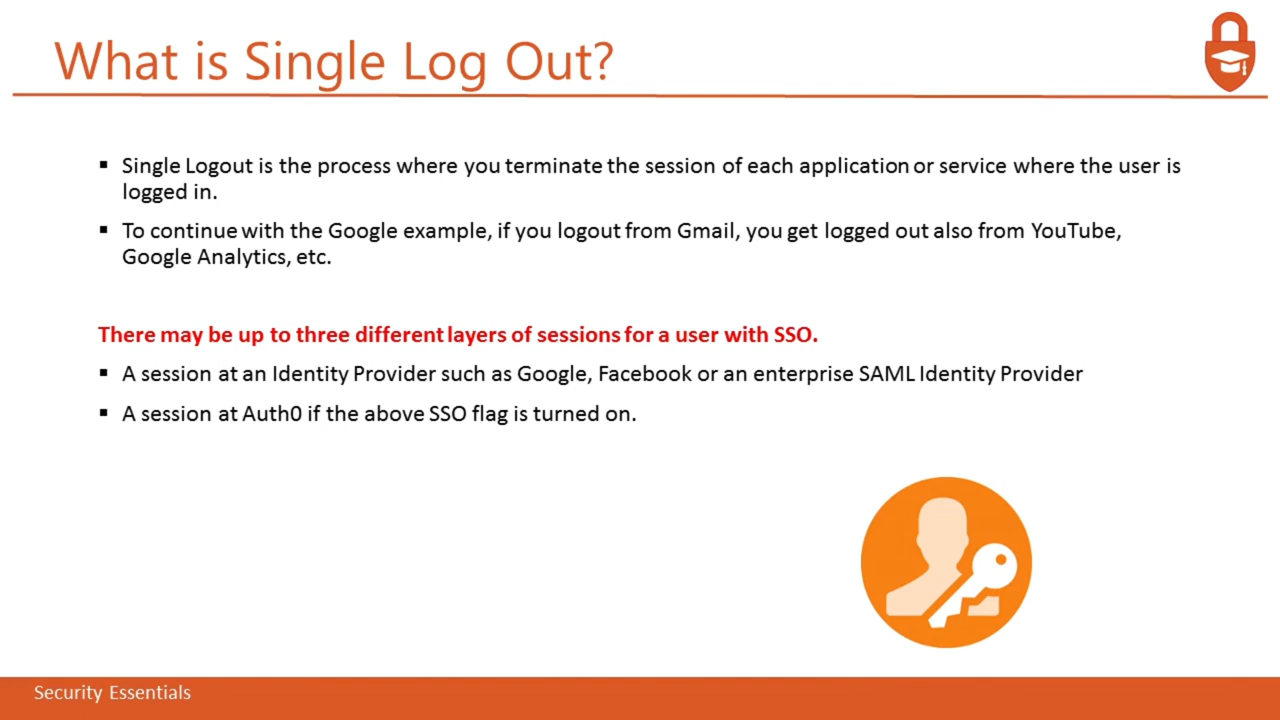 What is Single Log Out?
▪ Single Logout is the process where you terminate the session of each application or service where the user is
logged in.
▪ To continue with the Google example, if you logout from Gmail, you get logged out also from YouTube,
Google Analytics, etc.
There may be up to three different layers of sessions for a user with SSO.
▪ A session at an Identity Provider such as Google, Facebook or an enterprise SAML Identity Provider
▪ A session at Auth0 if the above SSO flag is turned on.
Security Essentials